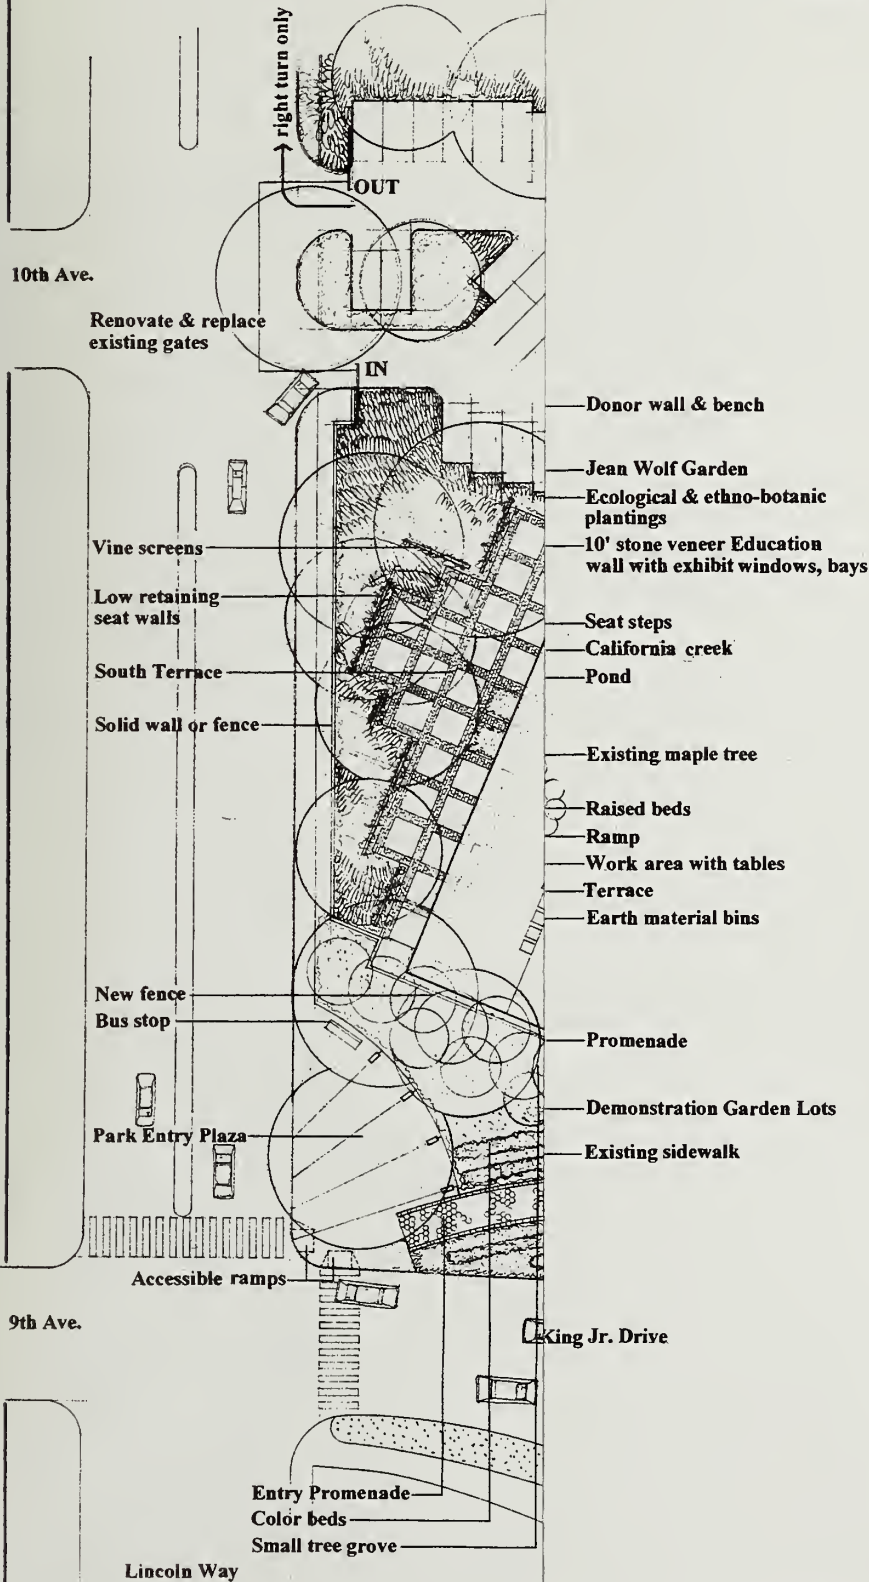 right turn only
OUT
10th Ave.
Renovate & replace
existing gates
IN
Donor wall & bench
Jean Wolf Garden
Ecological & ethno-botanic
plantings
Vine screens
10' stone veneer Education
wall with exhibit windows, bays
Low retaining
seat walls
Seat steps
California creek
South Terrace
Pond
Solid wall or fence
Existing maple tree
Raised beds
Ramp
Work area with tables
Terrace
Earth material bins
New fence
Bus stop
Promenade
Demonstration Garden Lots
Park Entry Plaza
Existing sidewalk
Accessible ramps
9th Ave.
King Jr. Drive
Entry Promenade
Color beds
Small tree grove
Lincoln Way